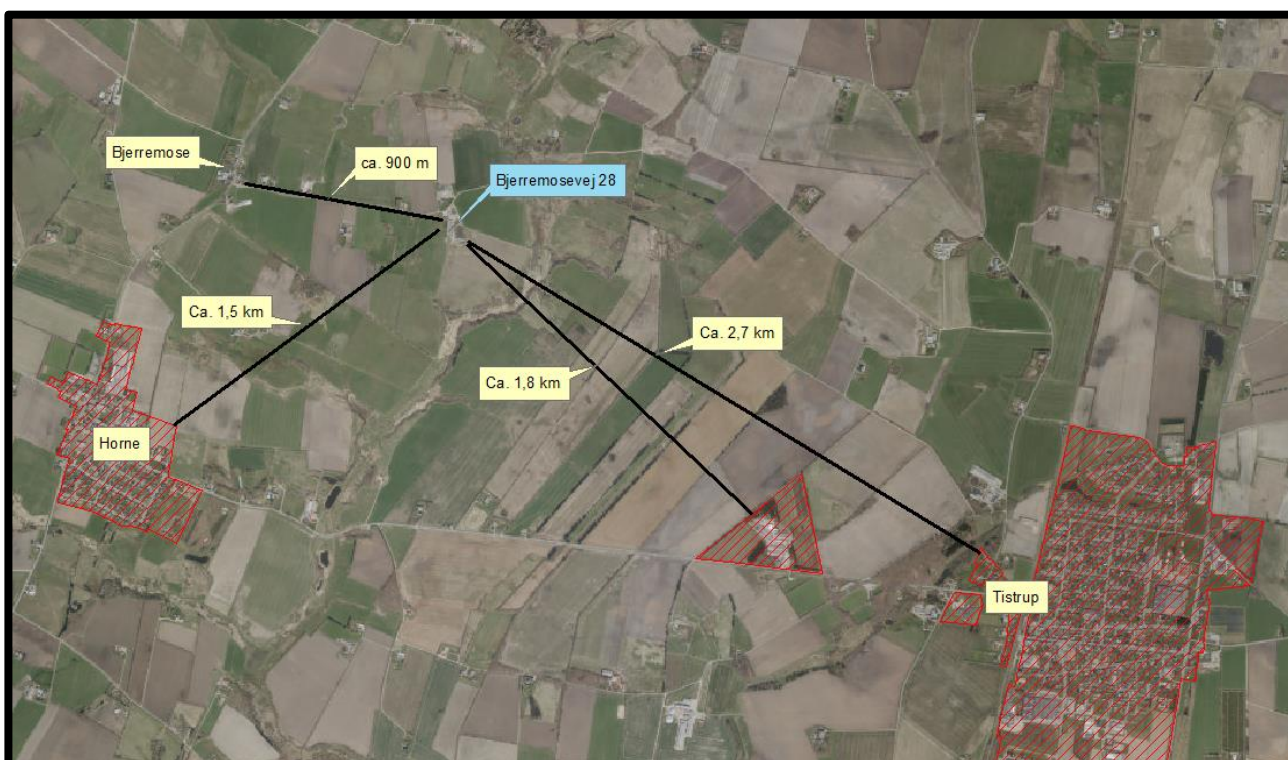 Bjerremose
ca. 900 m
Bjerremosevej 28
Ca. 1,5 km
Ca. 2,7 km
Ca. 1,8 km
Horne
Tistrup